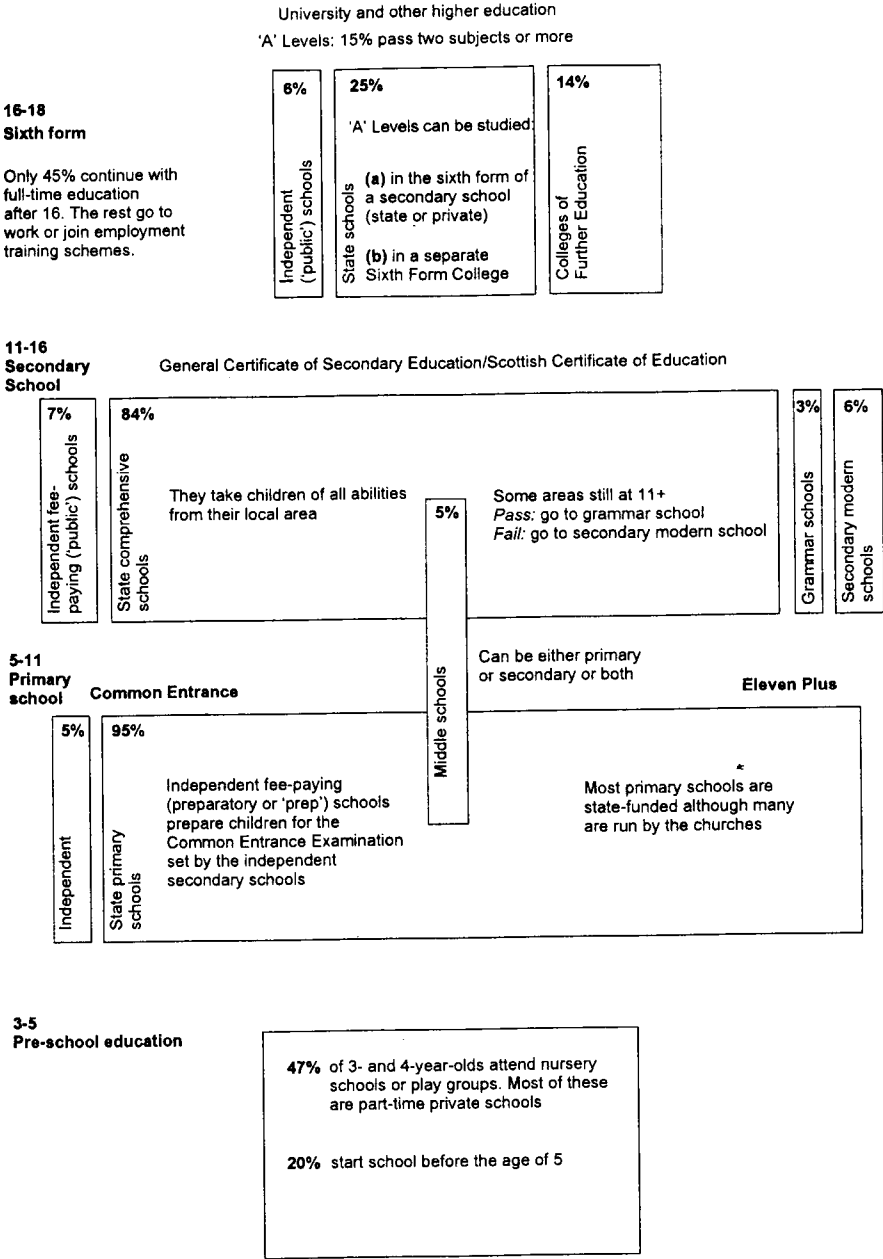 University and other higher education
'A' Levels: 15% pass two subjects or more
16-18
Sixth form
Only 45% continue with
full-time education
after 16. The rest go to
work or join employment
training schemes.
6%
Independent
('public') schools
25%
State schools
'A' Levels can be studied:
(a) in the sixth form of
a secondary school
(state or private)
(b) in a separate
Sixth Form College
14%
Colleges of
Further Education
11-16
Secondary
School
General Certificate of Secondary Education/Scottish Certificate of Education
7%
Independent fee-
paying ('public') schools
84%
State comprehensive
schools
They take children of all abilities
from their local area
5%
Middle schools
Some areas still at 11+
Pass: go to grammar school
Fail: go to secondary modern school
3%
Grammar schools
6%
Secondary modern
schools
Can be either primary
or secondary or both
5-11
Primary
school
Common Entrance
Eleven Plus
5%
Independent
95%
State primary
schools
Independent fee-paying
(preparatory or 'prep') schools
prepare children for the
Common Entrance Examination
set by the independent
secondary schools
Most primary schools are
state-funded although many
are run by the churches
3-5
Pre-school education
47% of 3- and 4-year-olds attend nursery
schools or play groups. Most of these
are part-time private schools
20% start school before the age of 5